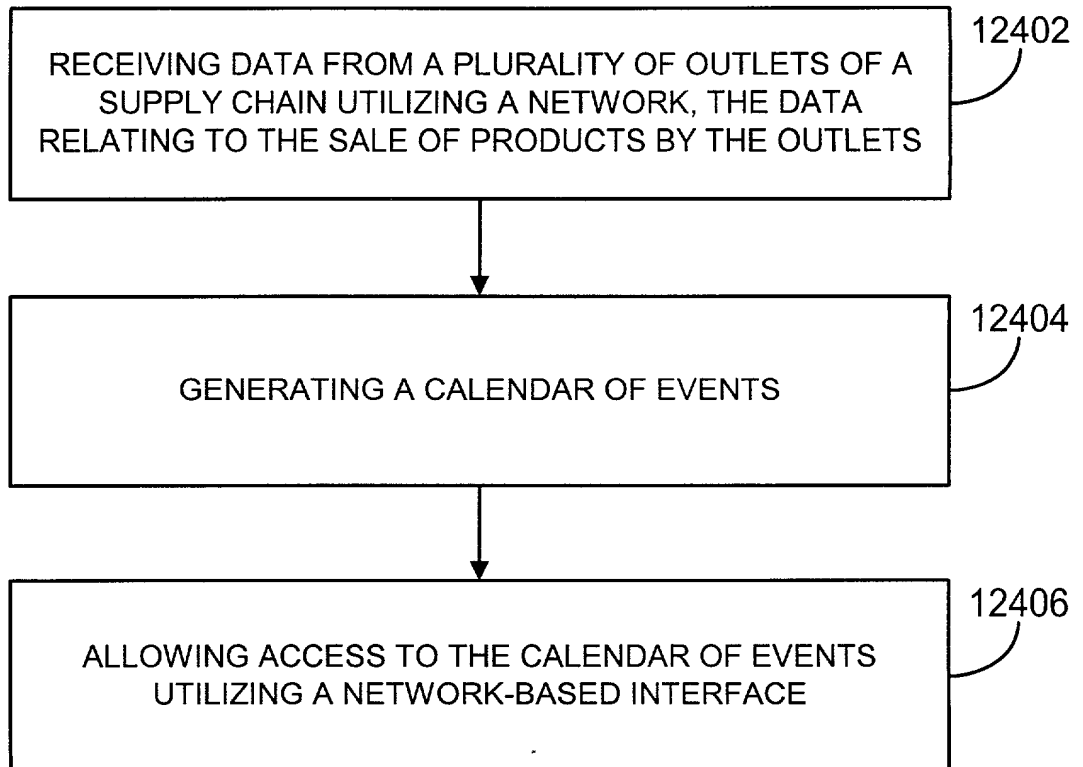 12402
RECEIVING DATA FROM A PLURALITY OF OUTLETS OF A
SUPPLY CHAIN UTILIZING A NETWORK, THE DATA
RELATING TO THE SALE OF PRODUCTS BY THE OUTLETS
12404
GENERATING A CALENDAR OF EVENTS
12406
ALLOWING ACCESS TO THE CALENDAR OF EVENTS
UTILIZING A NETWORK-BASED INTERFACE